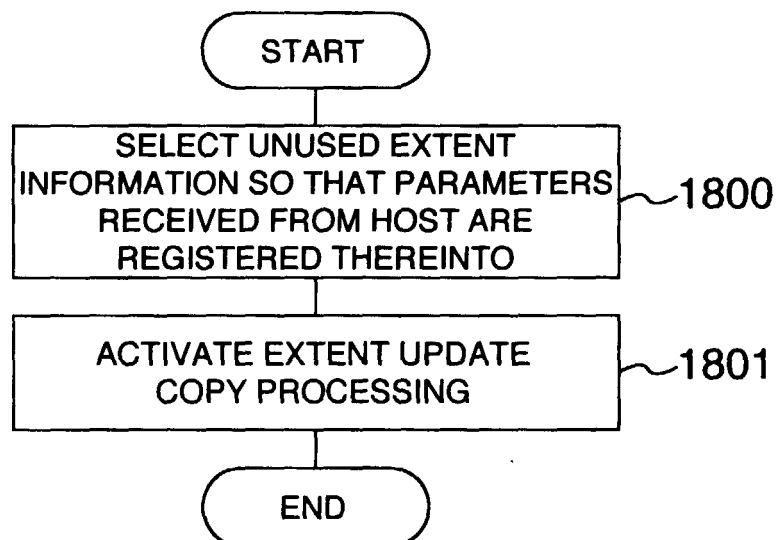 START
SELECT UNUSED EXTENT
INFORMATION SO THAT PARAMETERS
RECEIVED FROM HOST ARE
REGISTERED THEREINTO
1800
ACTIVATE EXTENT UPDATE
COPY PROCESSING
1801
END